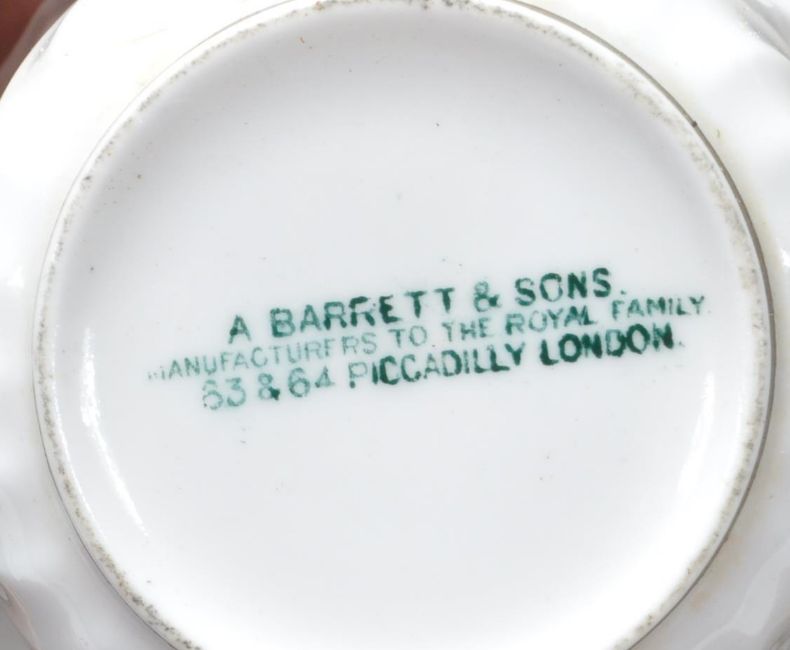 A BARRETT & SONS.
MANUFACTURERS TO THE ROYAL FAMILY.
63 & 64 PICCADILLY LONDON.